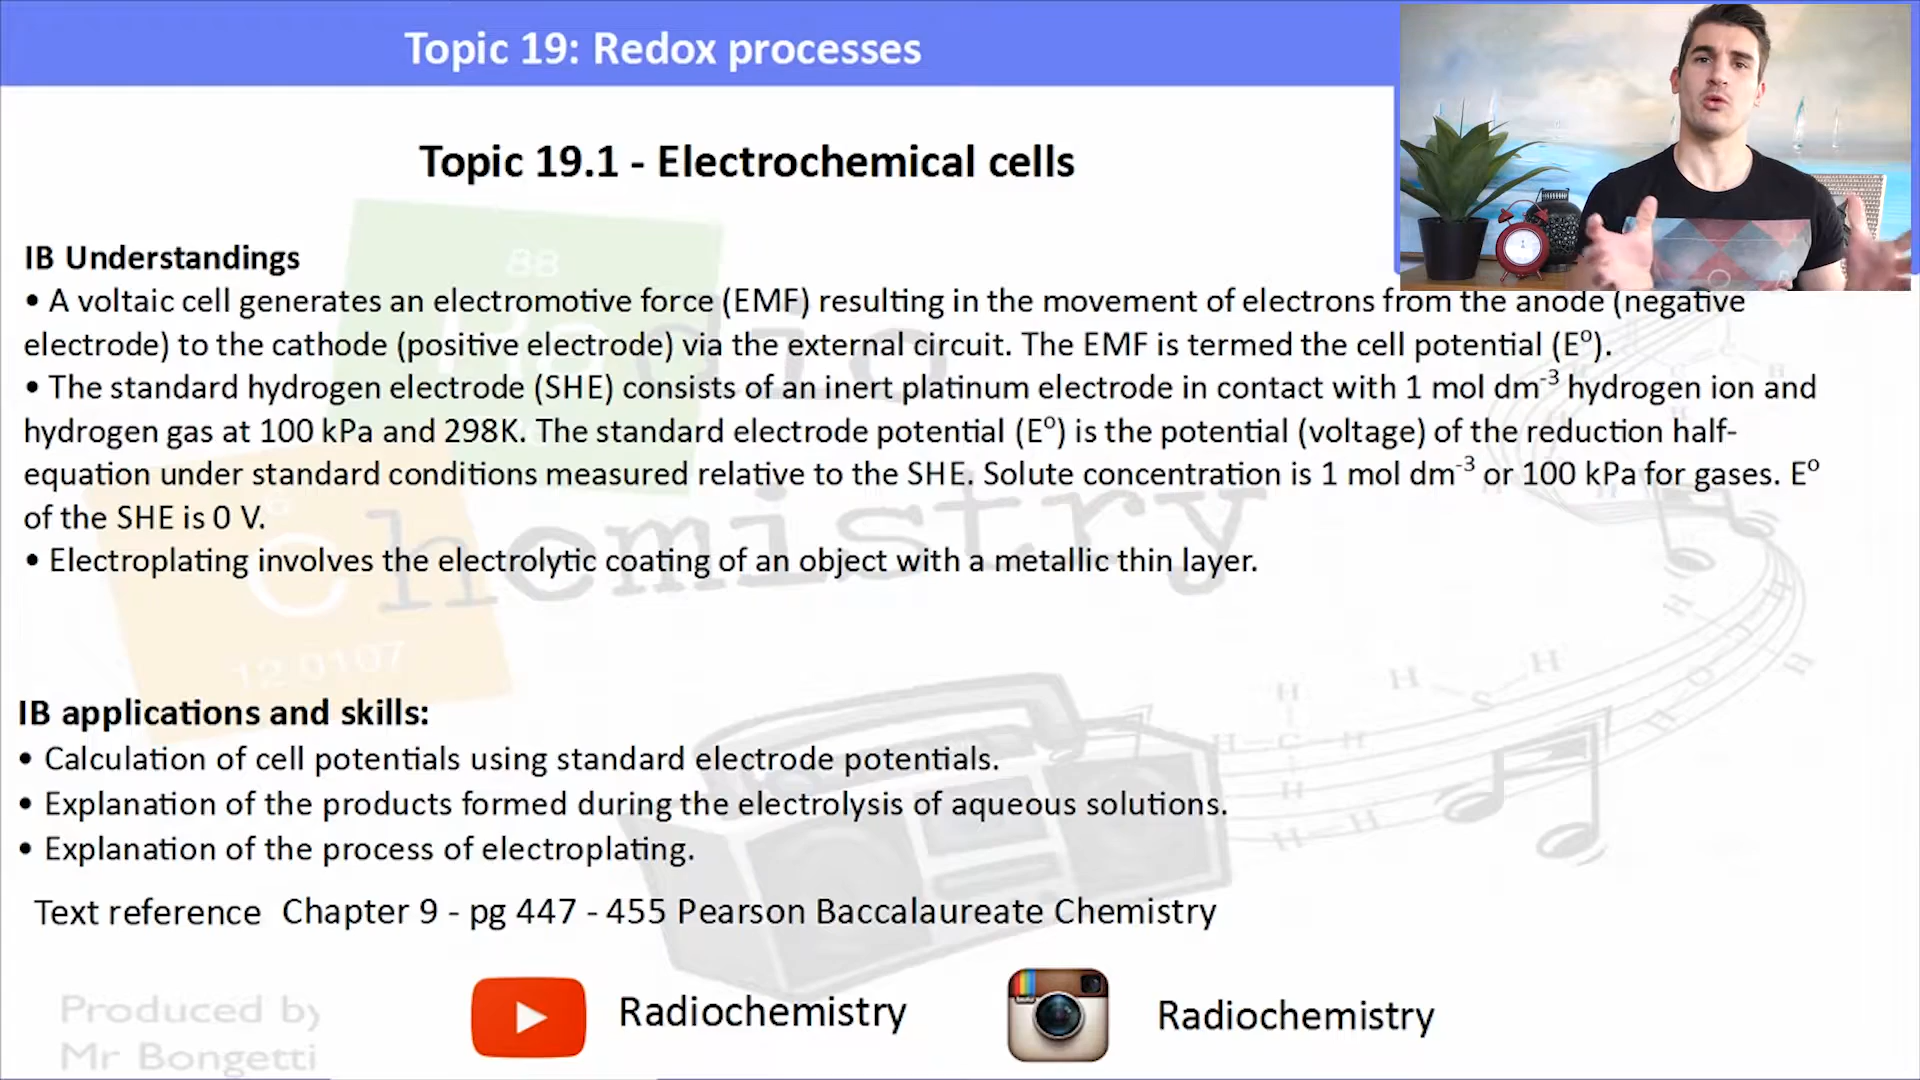 Topic 19: Redox processes
Topic 19.1 - Electrochemical cells
IB Understandings
• A voltaic cell generates an electromotive force (EMF) resulting in the movement of electrons from the anode (negative
electrode) to the cathode (positive electrode) via the external circuit. The EMF is termed the cell potential (Eº).
• The standard hydrogen electrode (SHE) consists of an inert platinum electrode in contact with 1 mol dm⁻³ hydrogen ion and
hydrogen gas at 100 kPa and 298K. The standard electrode potential (Eº) is the potential (voltage) of the reduction half-
equation under standard conditions measured relative to the SHE. Solute concentration is 1 mol dm⁻³ or 100 kPa for gases. Eº
of the SHE is 0 V.
• Electroplating involves the electrolytic coating of an object with a metallic thin layer.
88
Radio
Chemistry
12.0107
IB applications and skills:
• Calculation of cell potentials using standard electrode potentials.
• Explanation of the products formed during the electrolysis of aqueous solutions.
• Explanation of the process of electroplating.
Text reference Chapter 9 - pg 447 - 455 Pearson Baccalaureate Chemistry
Radiochemistry
Radiochemistry
Produced by
Mr Bongetti